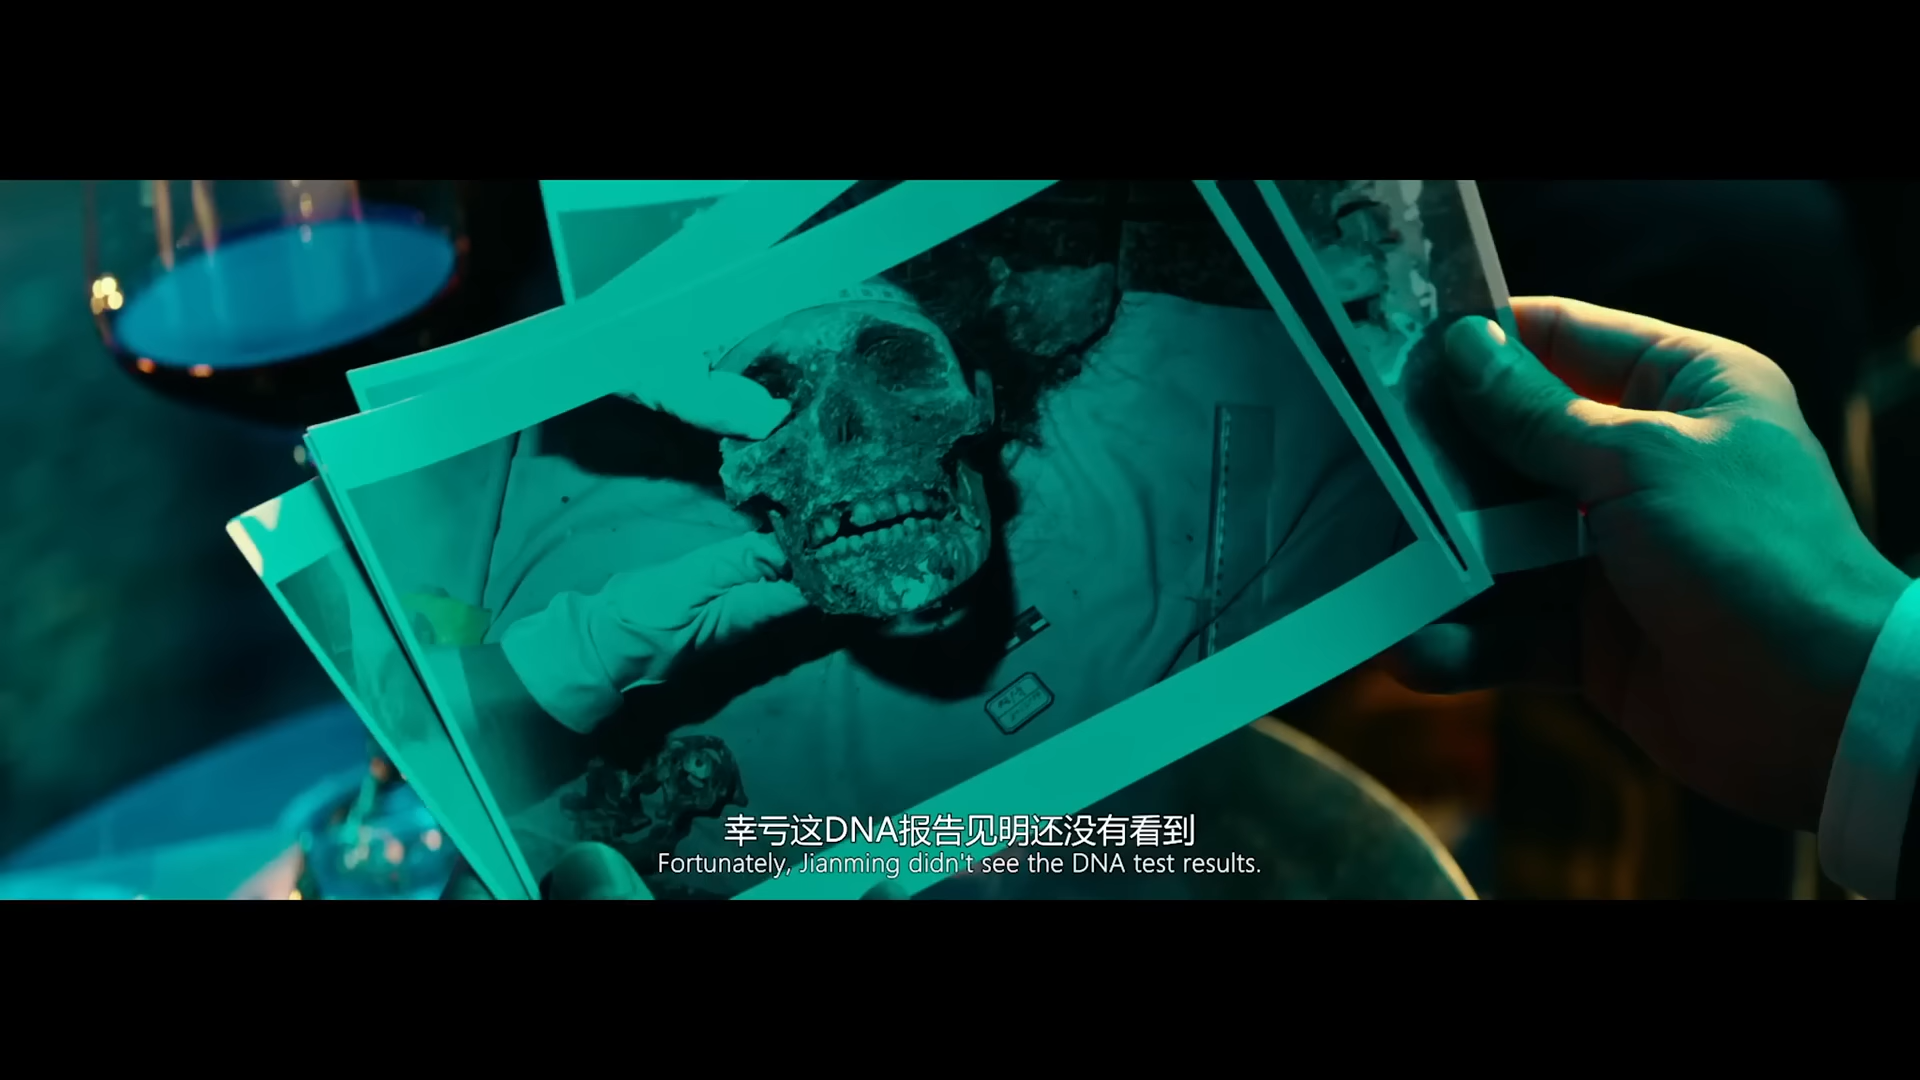 幸亏这DNA报告见明还没有看到
Fortunately, Jianming didn't see the DNA test results.